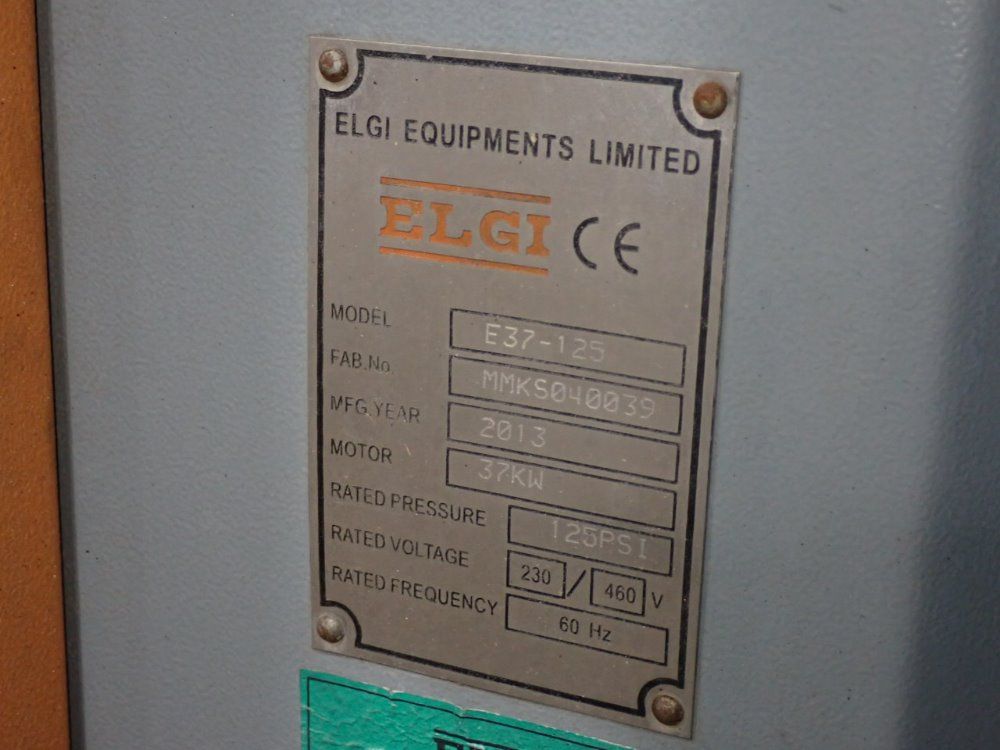 ELGI EQUIPMENTS LIMITED
ELGI CE
MODEL E37-125
FAB.No. MMKS040039
MFG.YEAR 2013
MOTOR 37KW
RATED PRESSURE 125PSI
RATED VOLTAGE 230 / 460 V
RATED FREQUENCY 60 Hz